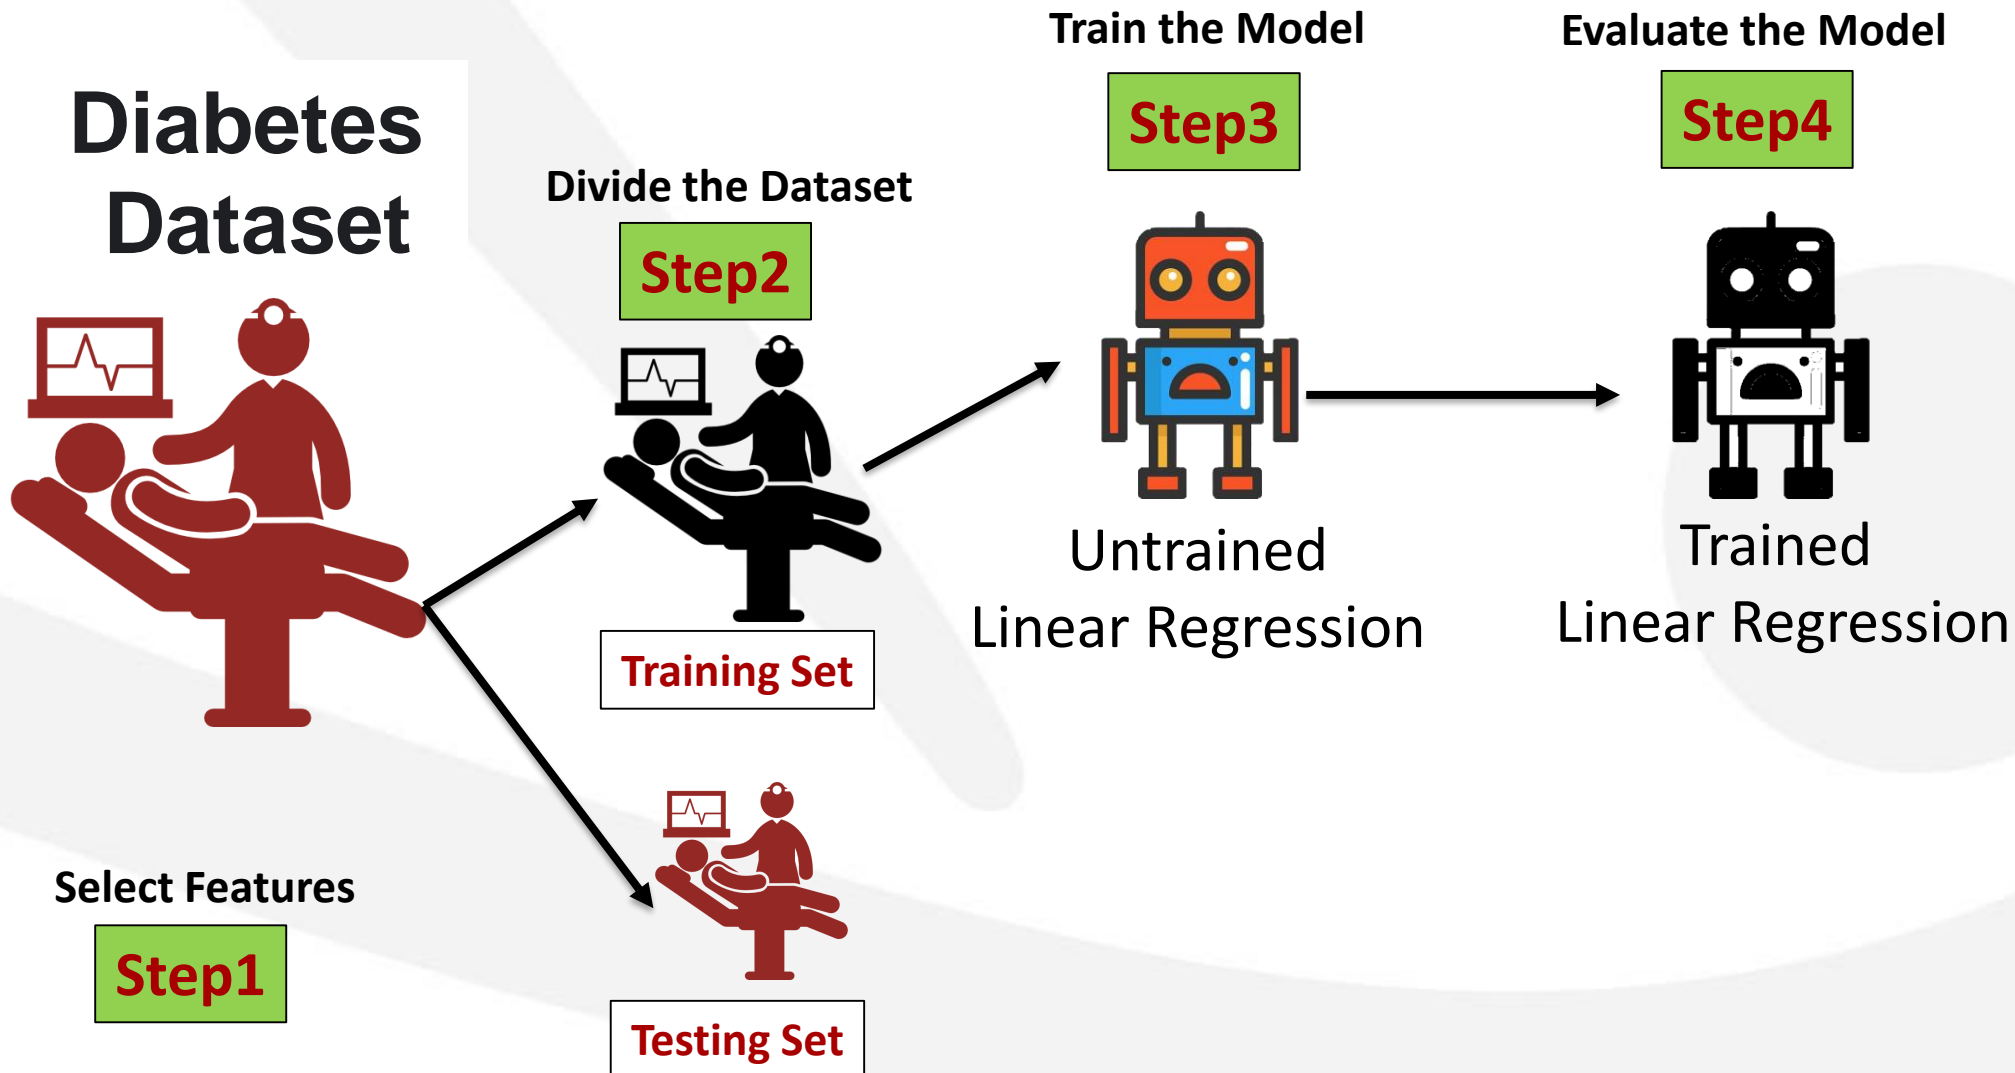 Diabetes
Dataset
Select Features
Step1
Divide the Dataset
Step2
Training Set
Testing Set
Train the Model
Step3
Untrained
Linear Regression
Evaluate the Model
Step4
Trained
Linear Regression